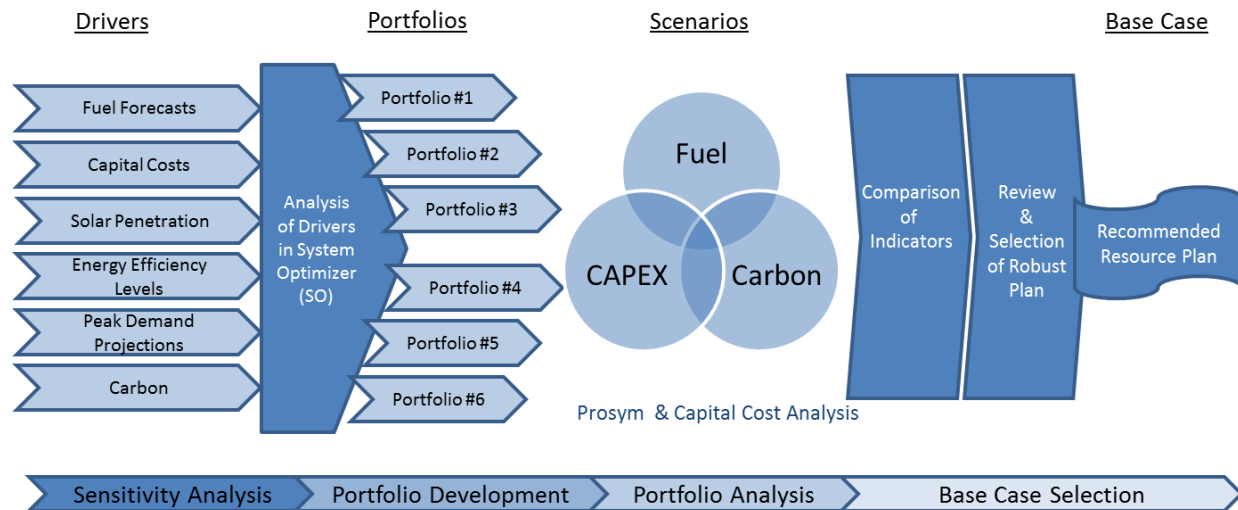 Drivers
Portfolios
Scenarios
Base Case
Fuel Forecasts
Capital Costs
Solar Penetration
Energy Efficiency
Levels
Peak Demand
Projections
Carbon
Analysis
of Drivers
in System
Optimizer
(SO)
Portfolio #1
Portfolio #2
Portfolio #3
Portfolio #4
Portfolio #5
Portfolio #6
Fuel
CAPEX
Carbon
Prosym & Capital Cost Analysis
Comparison
of
Indicators
Review
&
Selection
of Robust
Plan
Recommended
Resource Plan
Sensitivity Analysis
Portfolio Development
Portfolio Analysis
Base Case Selection